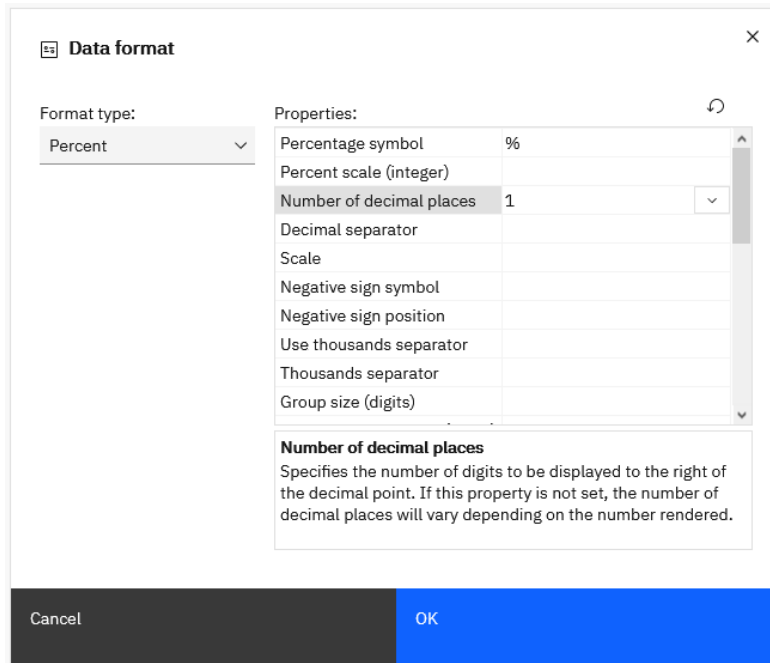 Data format
Format type:
Percent
Properties:
Percentage symbol %
Percent scale (integer)
Number of decimal places 1
Decimal separator
Scale
Negative sign symbol
Negative sign position
Use thousands separator
Thousands separator
Group size (digits)
Number of decimal places
Specifies the number of digits to be displayed to the right of
the decimal point. If this property is not set, the number of
decimal places will vary depending on the number rendered.
Cancel
OK